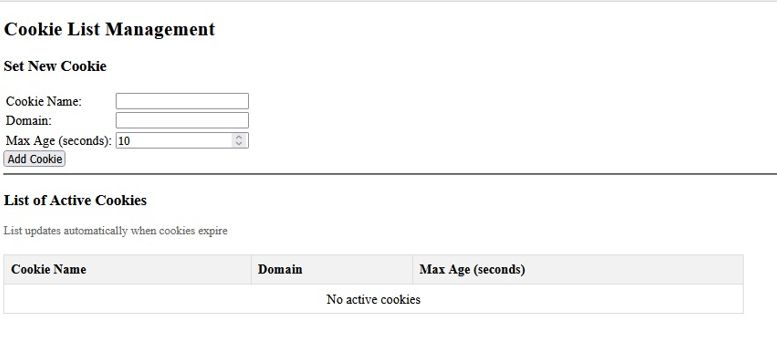 Cookie List Management
Set New Cookie
Cookie Name:
Domain:
Max Age (seconds): 10
Add Cookie
List of Active Cookies
List updates automatically when cookies expire
Cookie Name Domain Max Age (seconds)
No active cookies